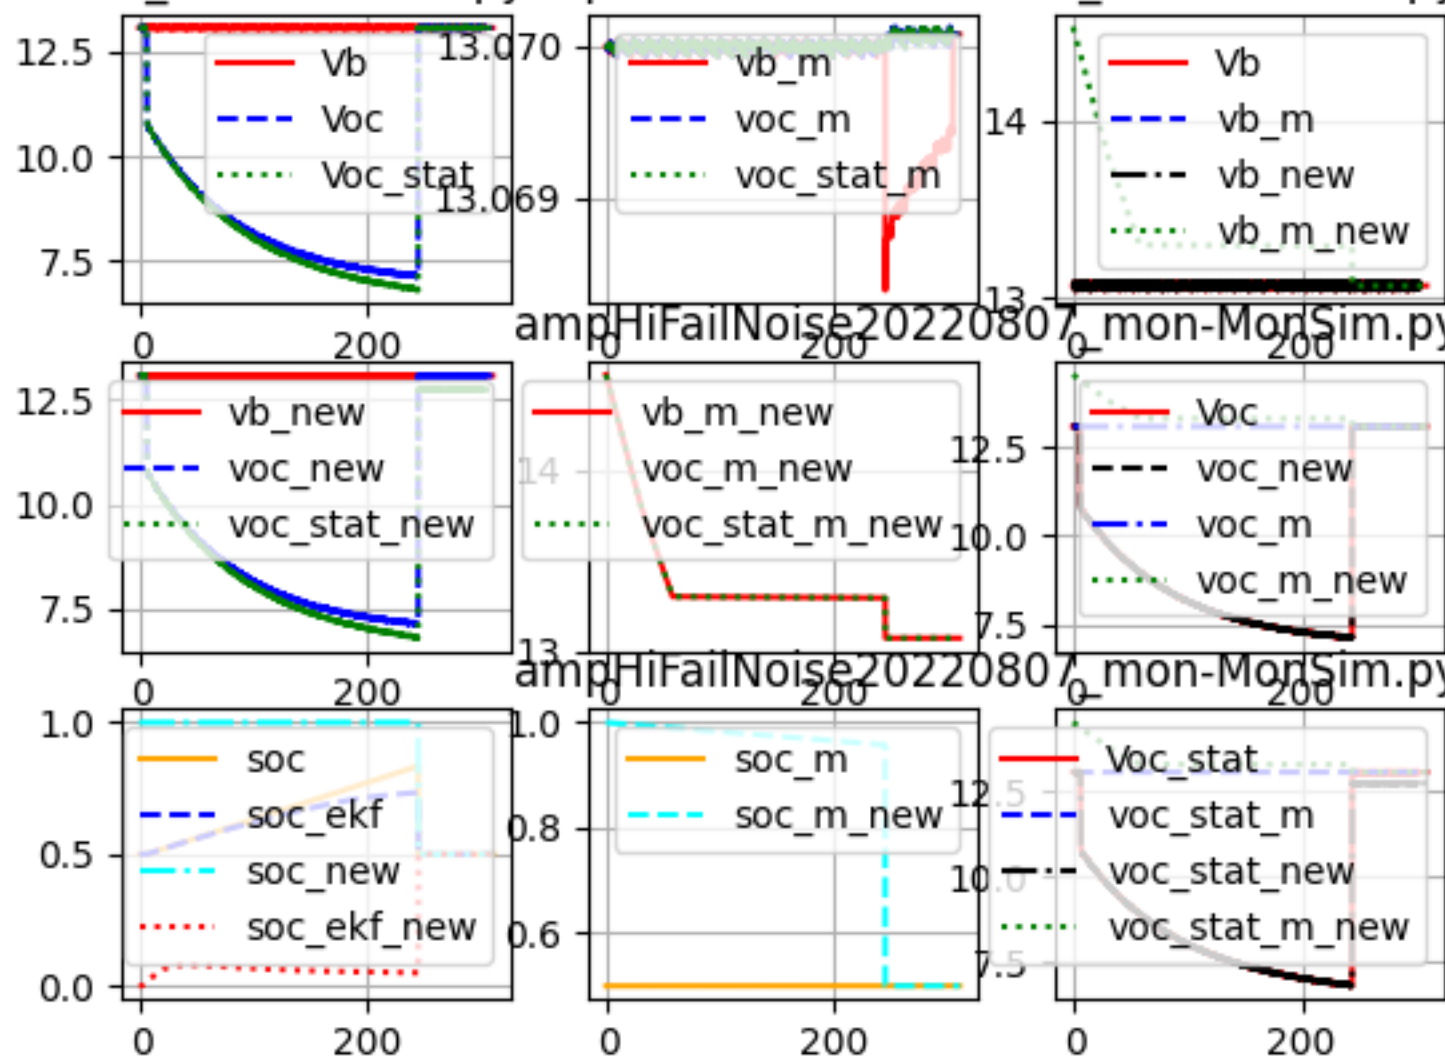 12.5
10.0
7.5
0
200
Vb
Voc
Voc_stat
13.070
13.069
0
200
vb_m
voc_m
voc_stat_m
14
13
0
200
Vb
vb_m
vb_new
vb_m_new
ampHiFailNoise20220807_mon-MonSim.py
12.5
10.0
7.5
0
200
vb_new
voc_new
voc_stat_new
14
13
0
200
vb_m_new
voc_m_new
voc_stat_m_new
12.5
10.0
7.5
0
200
Voc
voc_new
voc_m
voc_m_new
ampHiFailNoise20220807_mon-MonSim.py
1.0
0.5
0.0
0
200
soc
soc_ekf
soc_new
soc_ekf_new
1.0
0.8
0.6
0
200
soc_m
soc_m_new
12.5
10.0
7.5
0
200
Voc_stat
voc_stat_m
voc_stat_new
voc_stat_m_new